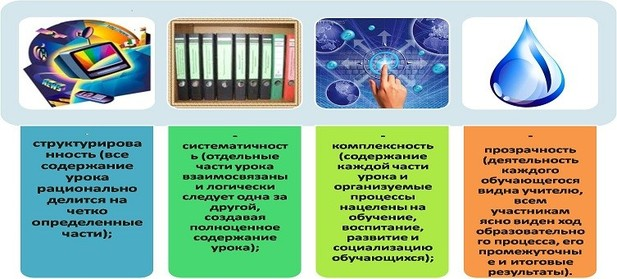 структурирова
нность (все
содержание
урока
рационально
делится на
четко
определенные
части);
-
систематичност
ь (отдельные
части урока
взаимосвязаны
и логически
следует одна за
другой,
создавая
полноценное
содержание
урока);
-
комплексность
(содержание
каждой части
урока и
организуемые
процессы
нацелены на
обучение,
воспитание,
развитие и
социализацию
обучающихся);
-
прозрачность
(деятельность
каждого
обучающегося
видна учителю,
всем
участникам
ясно виден ход
образовательно
го процесса, его
промежуточны
е и итоговые
результаты).